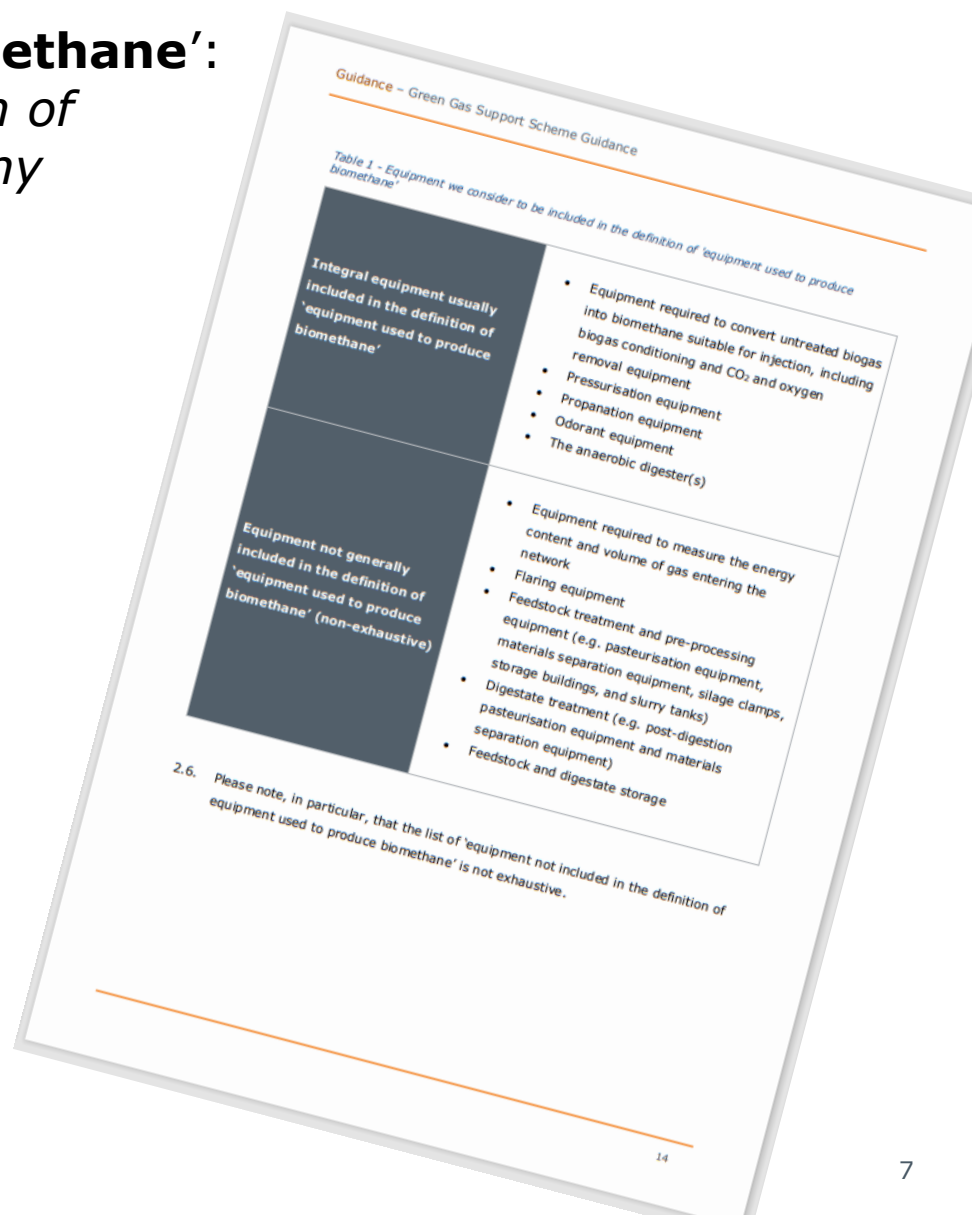 ethane’:
n of
ny
Guidance – Green Gas Support Scheme Guidance
Table 1 - Equipment we consider to be included in the definition of ‘equipment used to produce
biomethane’
Integral equipment usually
included in the definition of
‘equipment used to produce
biomethane’
• Equipment required to convert untreated biogas
into biomethane suitable for injection, including
biogas conditioning and CO₂ and oxygen
removal equipment
• Pressurisation equipment
• Propanation equipment
• Odorant equipment
• The anaerobic digester(s)
Equipment not generally
included in the definition of
‘equipment used to produce
biomethane’ (non-exhaustive)
• Equipment required to measure the energy
content and volume of gas entering the
network
• Flaring equipment
• Feedstock treatment and pre-processing
equipment (e.g. pasteurisation equipment,
materials separation equipment, silage clamps,
storage buildings, and slurry tanks)
• Digestate treatment (e.g. post-digestion
pasteurisation equipment and materials
separation equipment)
• Feedstock and digestate storage
2.6. Please note, in particular, that the list of ‘equipment not included in the definition of
equipment used to produce biomethane’ is not exhaustive.
14
7